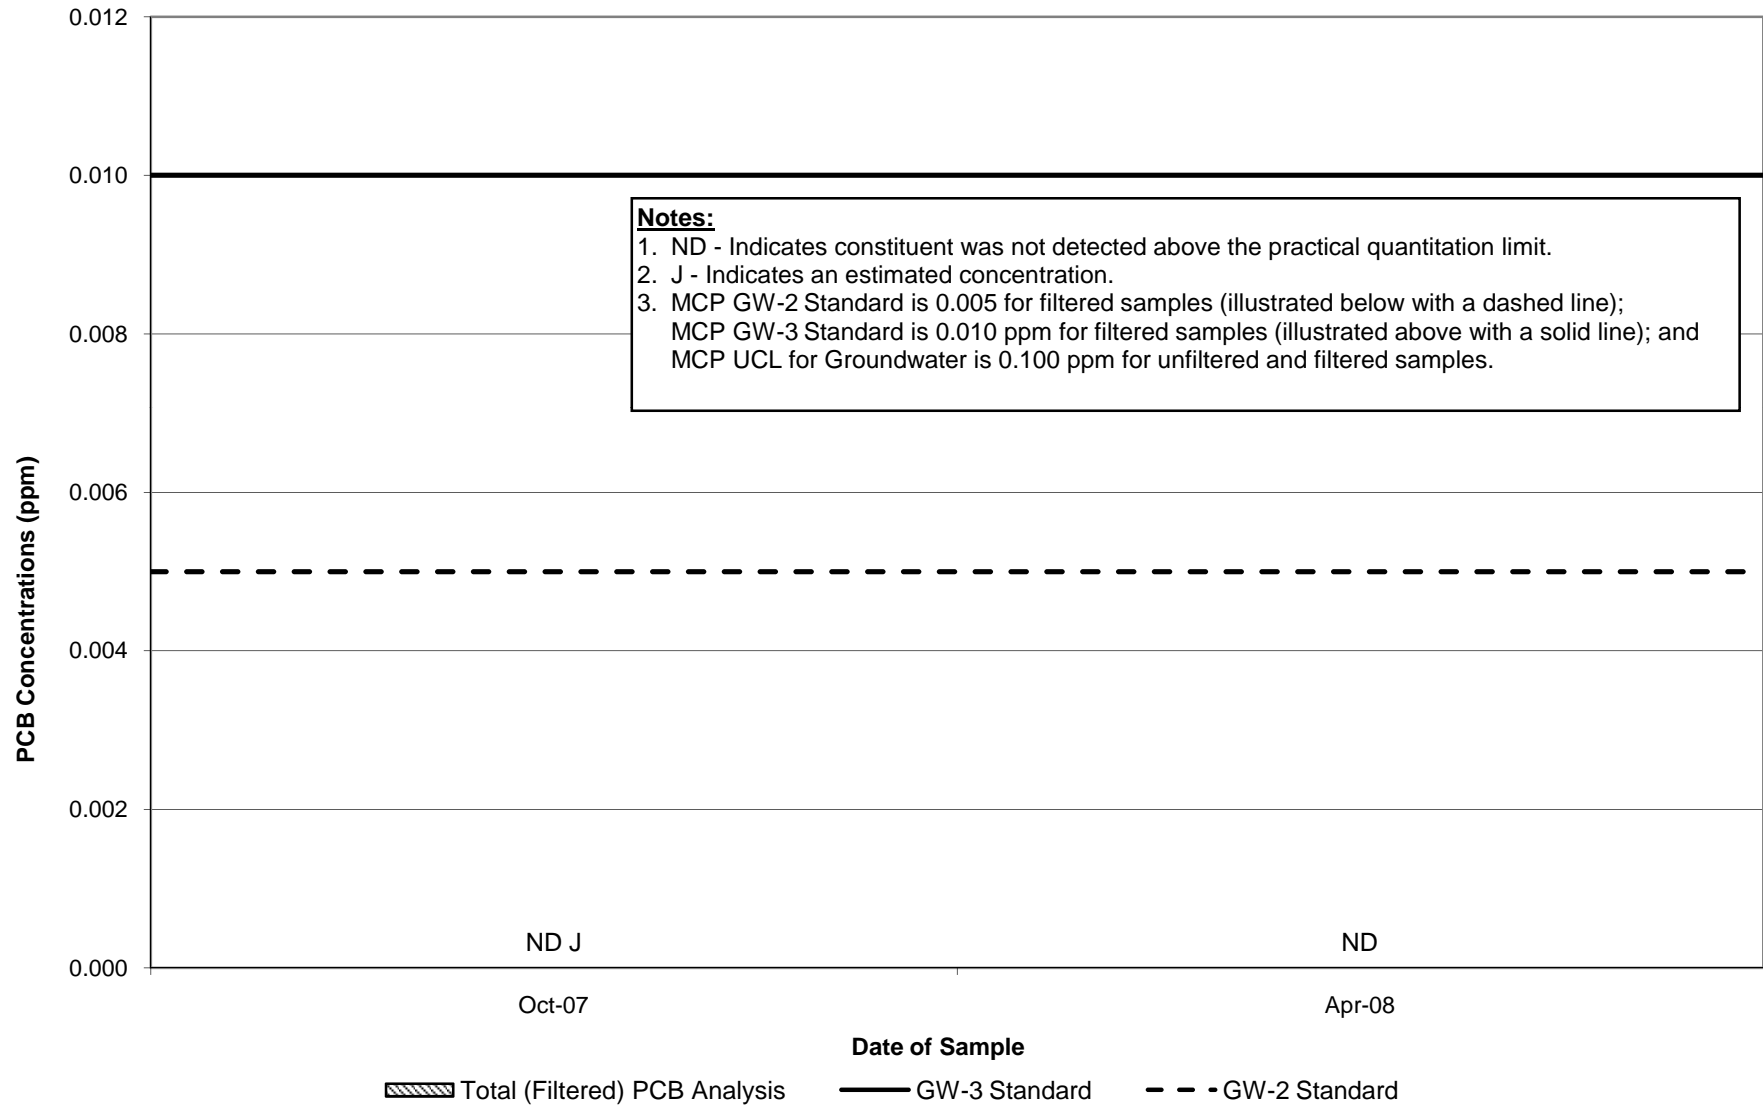 0.012
0.010
0.008
0.006
0.004
0.002
0.000
PCB Concentrations (ppm)
Notes:
1. ND - Indicates constituent was not detected above the practical quantitation limit.
2. J - Indicates an estimated concentration.
3. MCP GW-2 Standard is 0.005 for filtered samples (illustrated below with a dashed line);
MCP GW-3 Standard is 0.010 ppm for filtered samples (illustrated above with a solid line); and
MCP UCL for Groundwater is 0.100 ppm for unfiltered and filtered samples.
ND J
ND
Oct-07
Apr-08
Date of Sample
Total (Filtered) PCB Analysis
GW-3 Standard
GW-2 Standard